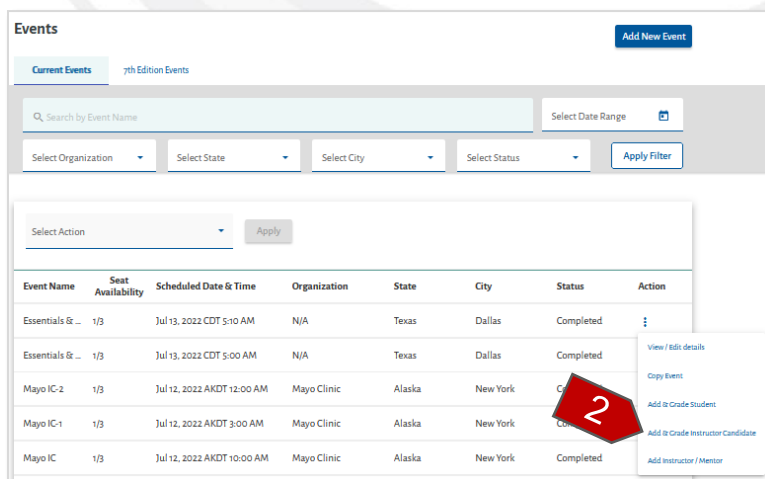 Events
Add New Event
Current Events 7th Edition Events
Search by Event Name Select Date Range
Select Organization Select State Select City Select Status Apply Filter
Select Action Apply
Event Name Seat Availability Scheduled Date & Time Organization State City Status Action
Essentials & ... 1/3 Jul 13, 2022 CDT 5:10 AM N/A Texas Dallas Completed
Essentials & ... 1/3 Jul 13, 2022 CDT 5:00 AM N/A Texas Dallas Completed
Mayo IC-2 1/3 Jul 12, 2022 AKDT 12:00 AM Mayo Clinic Alaska New York
Mayo IC-1 1/3 Jul 12, 2022 AKDT 3:00 AM Mayo Clinic Alaska New York
Mayo IC 1/3 Jul 12, 2022 AKDT 10:00 AM Mayo Clinic Alaska New York Completed
View / Edit details
Copy Event
Add & Grade Student
Add & Grade Instructor Candidate
Add Instructor / Mentor
2